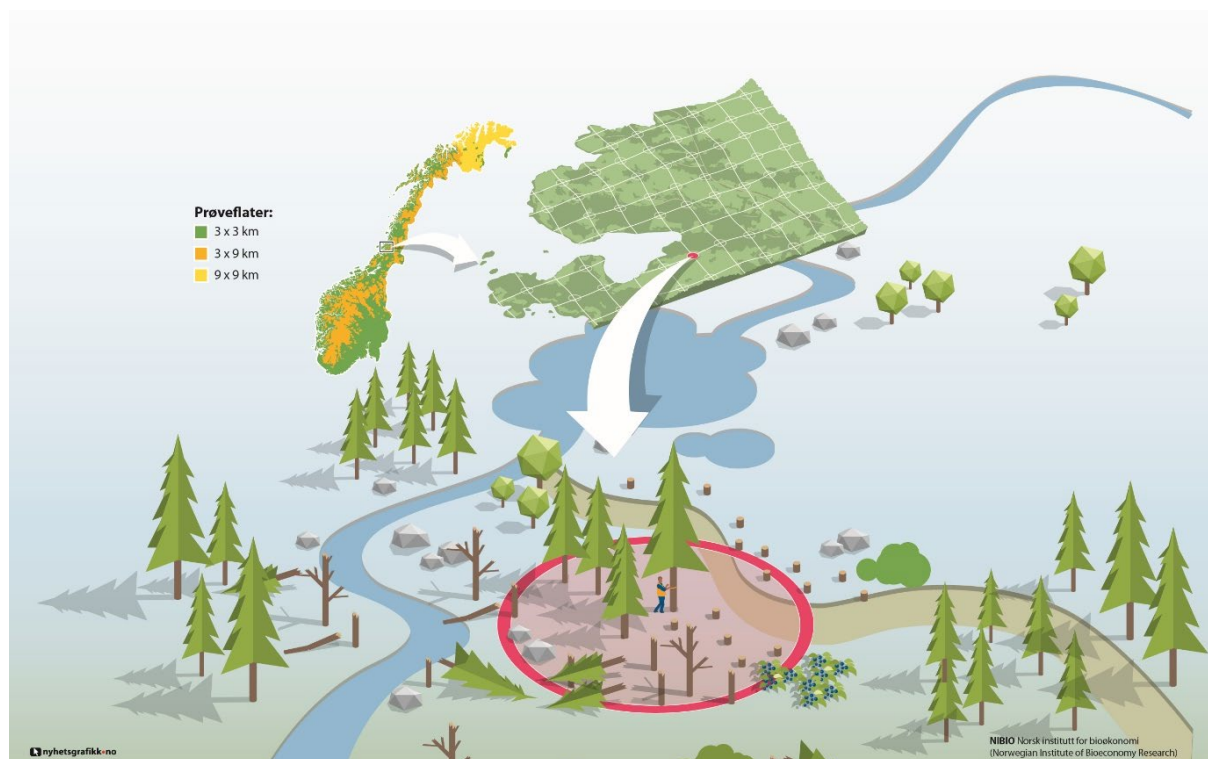 Prøveflater:
3 x 3 km
3 x 9 km
9 x 9 km
nyhetsgrafikk.no
NIBIO Norsk institutt for bioøkonomi
(Norwegian Institute of Bioeconomy Research)